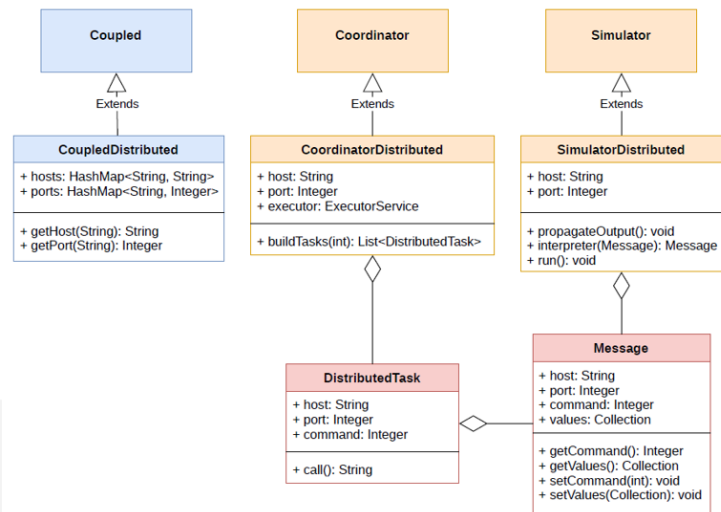 Coupled
Coordinator
Simulator
Extends
Extends
Extends
CoupledDistributed
+ hosts: HashMap<String, String>
+ ports: HashMap<String, Integer>
+ getHost(String): String
+ getPort(String): Integer
CoordinatorDistributed
+ host: String
+ port: Integer
+ executor: ExecutorService
+ buildTasks(int): List<DistributedTask>
SimulatorDistributed
+ host: String
+ port: Integer
+ propagateOutput(): void
+ interpreter(Message): Message
+ run(): void
DistributedTask
+ host: String
+ port: Integer
+ command: Integer
+ call(): String
Message
+ host: String
+ port: Integer
+ command: Integer
+ values: Collection
+ getCommand(): Integer
+ getValues(): Collection
+ setCommand(int): void
+ setValues(Collection): void